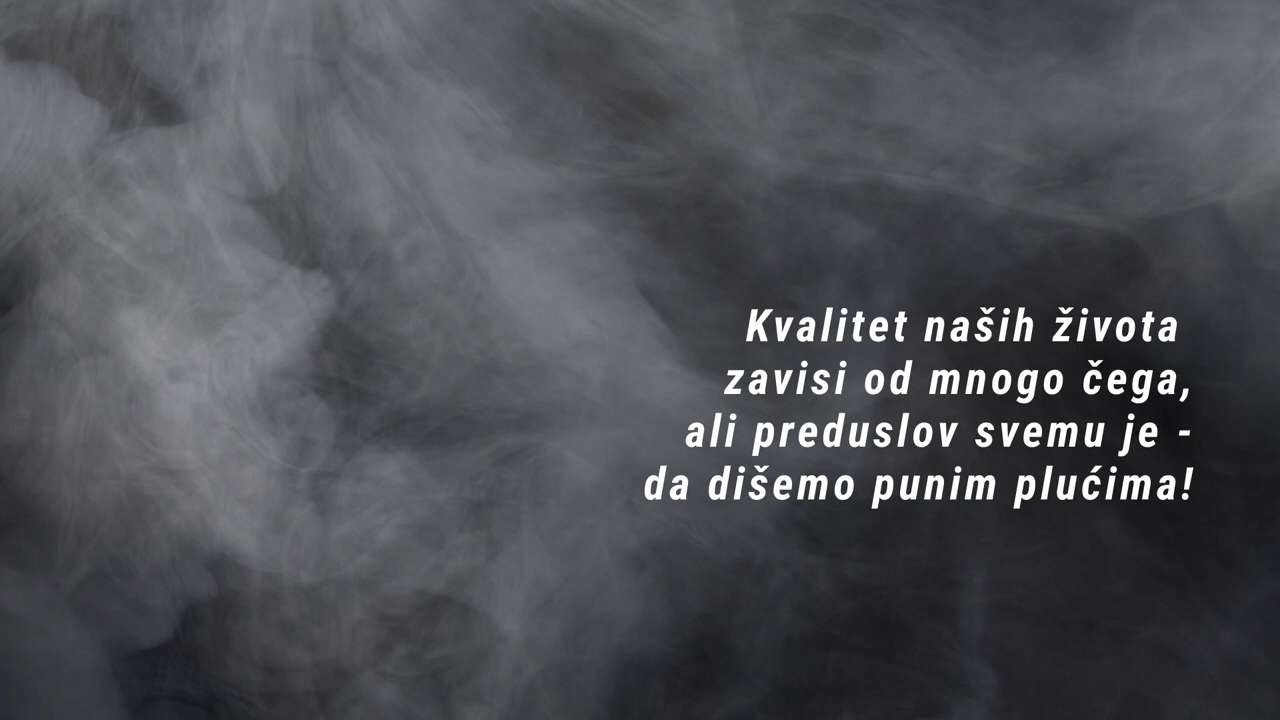 Kvalitet naših života
zavisi od mnogo čega,
ali preduslov svemu je -
da dišemo punim plućima!